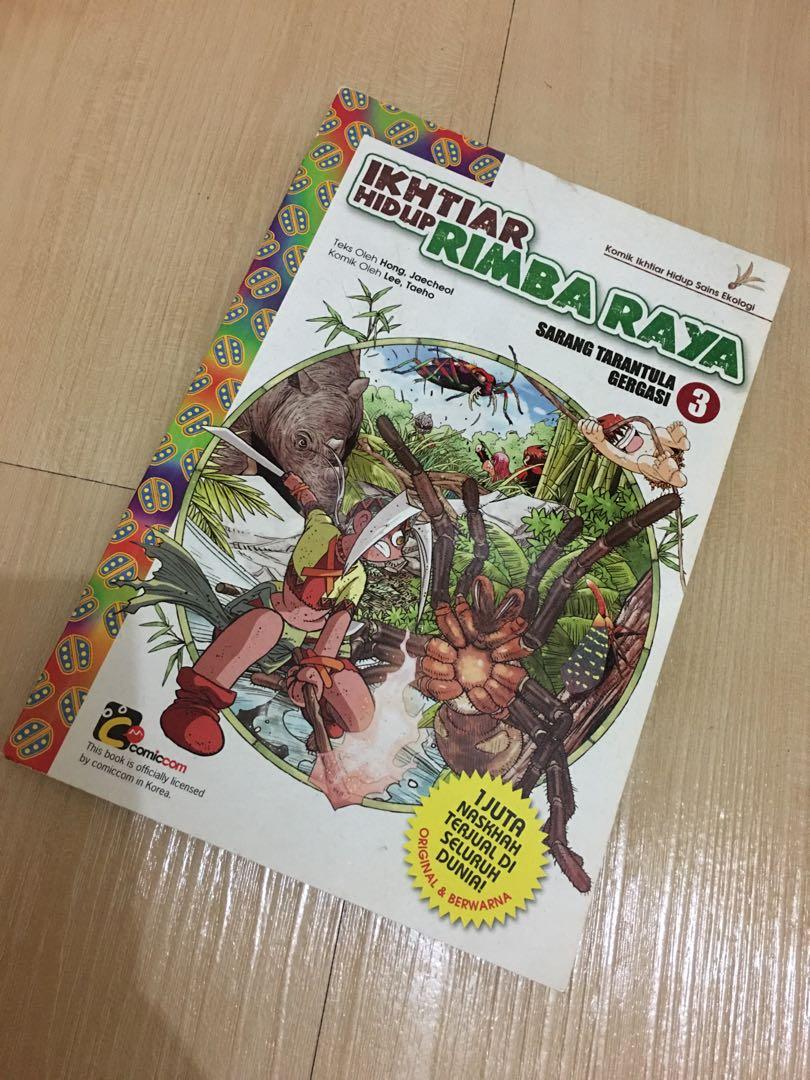 IKHTIAR
HIDUP RIMBA RAYA
Komik Ikhtiar Hidup Sains Ekologi
Teks Oleh Hong, Jaecheol
Komik Oleh Lee, Taeho
SARANG TARANTULA
GERGASI 3
comiccom
This book is officially licensed
by comiccom in Korea.
1 JUTA
NASKHAH
TERJUAL DI
SELURUH
DUNIA!
ORIGINAL & BERWARNA